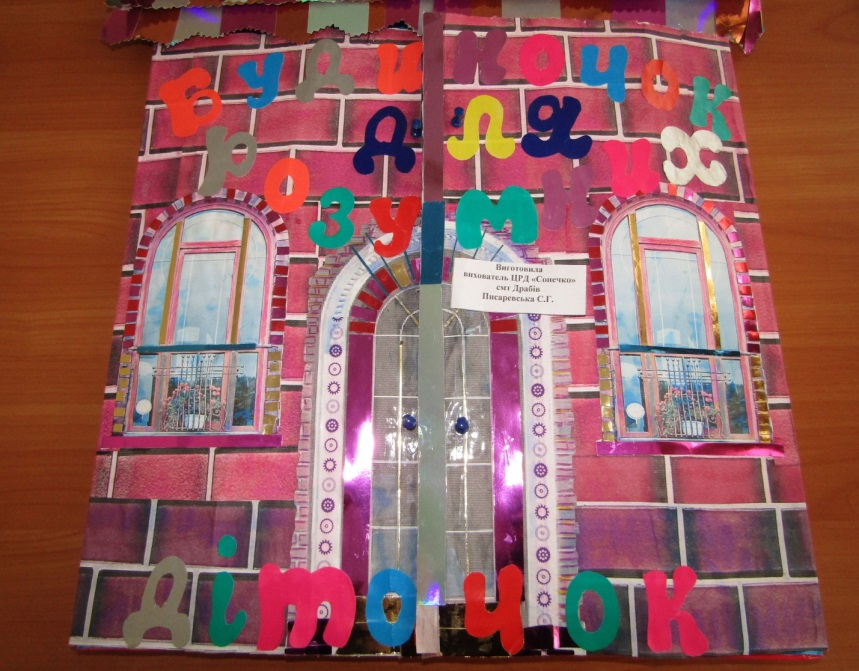 Будиночок
для
розумних
Виготовила
вихователь ЦРД «Сонечко»
смт Драбів
Писаревська С.Г.
діточок